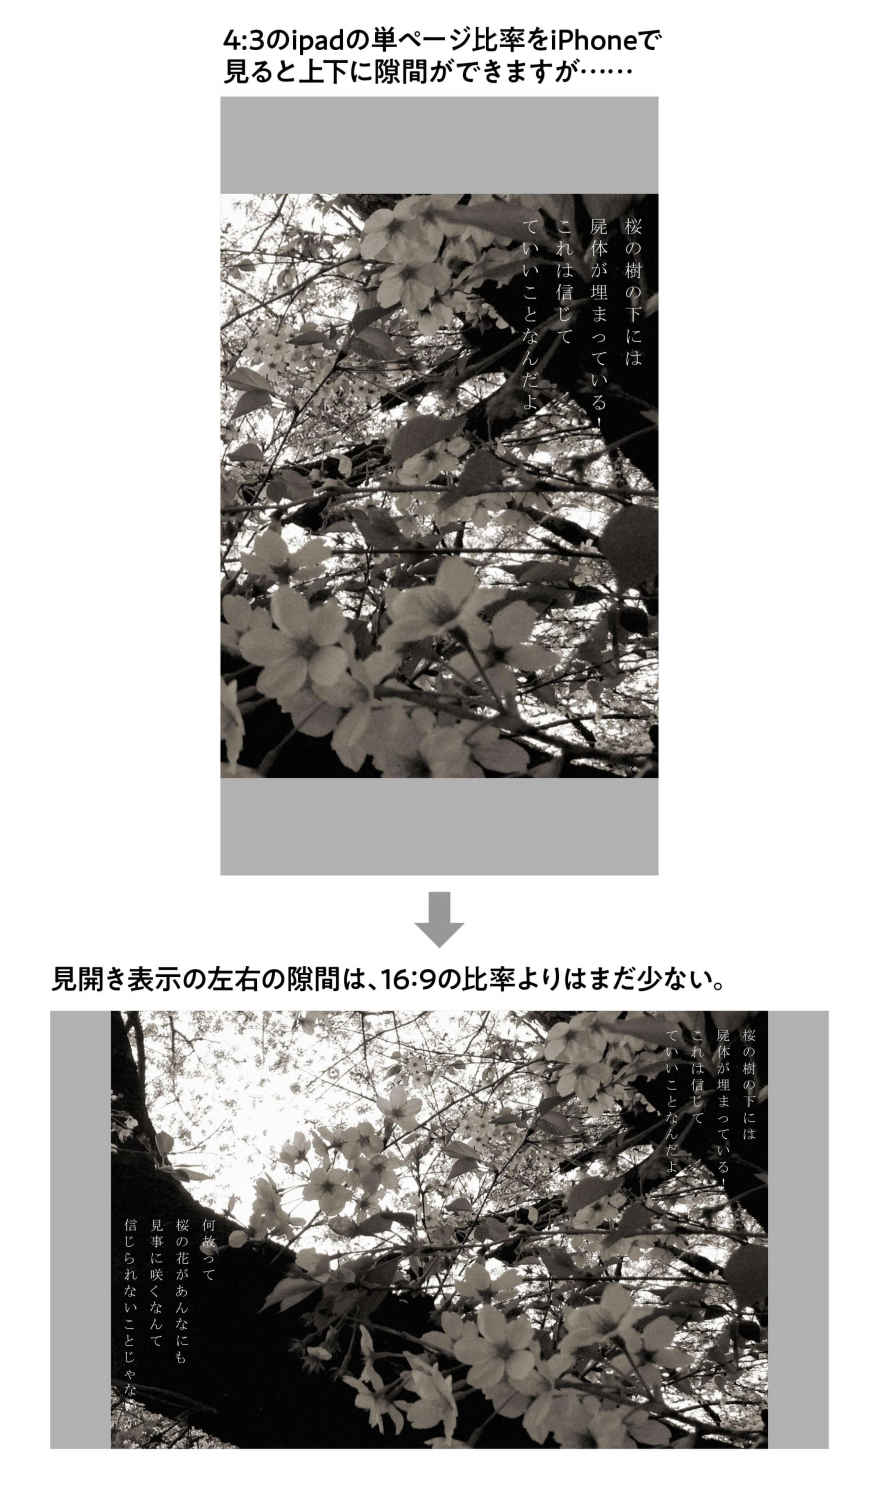 4:3のipadの単ページ比率をiPhoneで
見ると上下に隙間ができますが……
桜の樹の下には
屍体が埋まっている!
これは信じて
ていいことなんだよ
見開き表示の左右の隙間は、16:9の比率よりはまだ少ない。
桜の樹の下には
屍体が埋まっている!
これは信じて
ていいことなんだよ
何故って
桜の花があんなにも
見事に咲くなんて
信じられないことじゃな